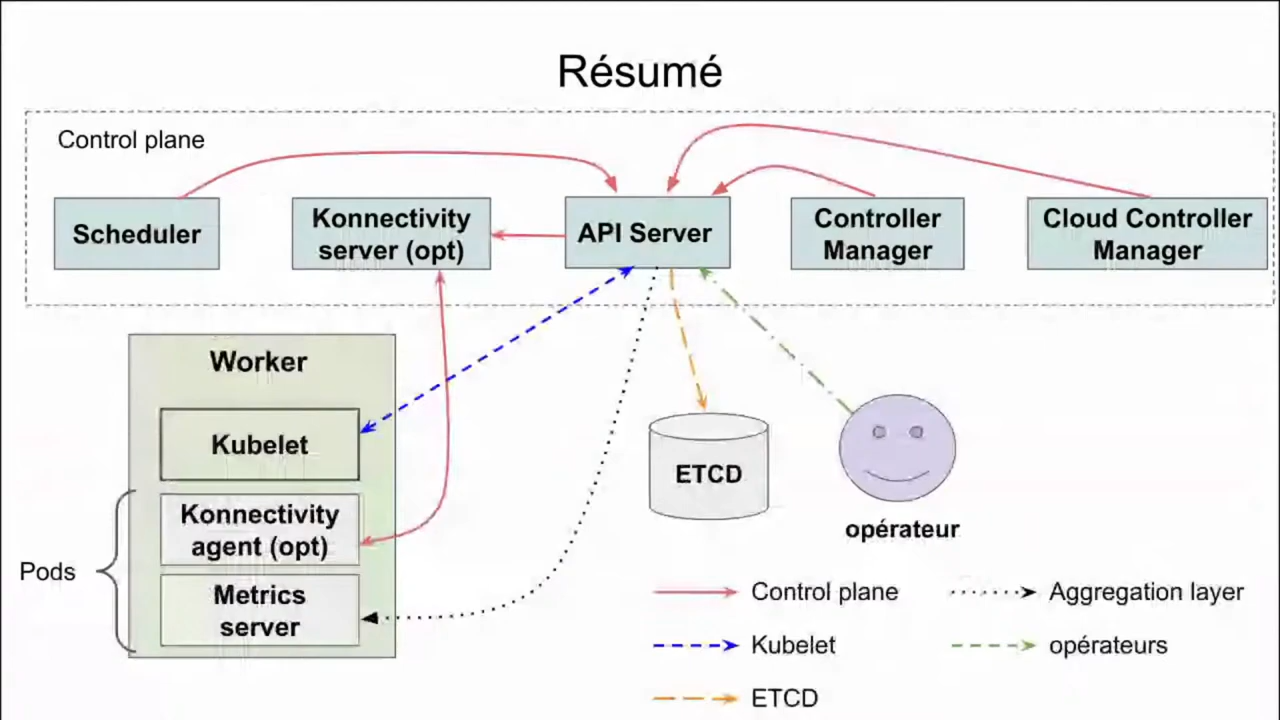 Résumé
Control plane
Scheduler
Konnectivity
server (opt)
API Server
Controller
Manager
Cloud Controller
Manager
Worker
Kubelet
Konnectivity
agent (opt)
Metrics
server
Pods
ETCD
opérateur
Control plane
Aggregation layer
Kubelet
opérateurs
ETCD